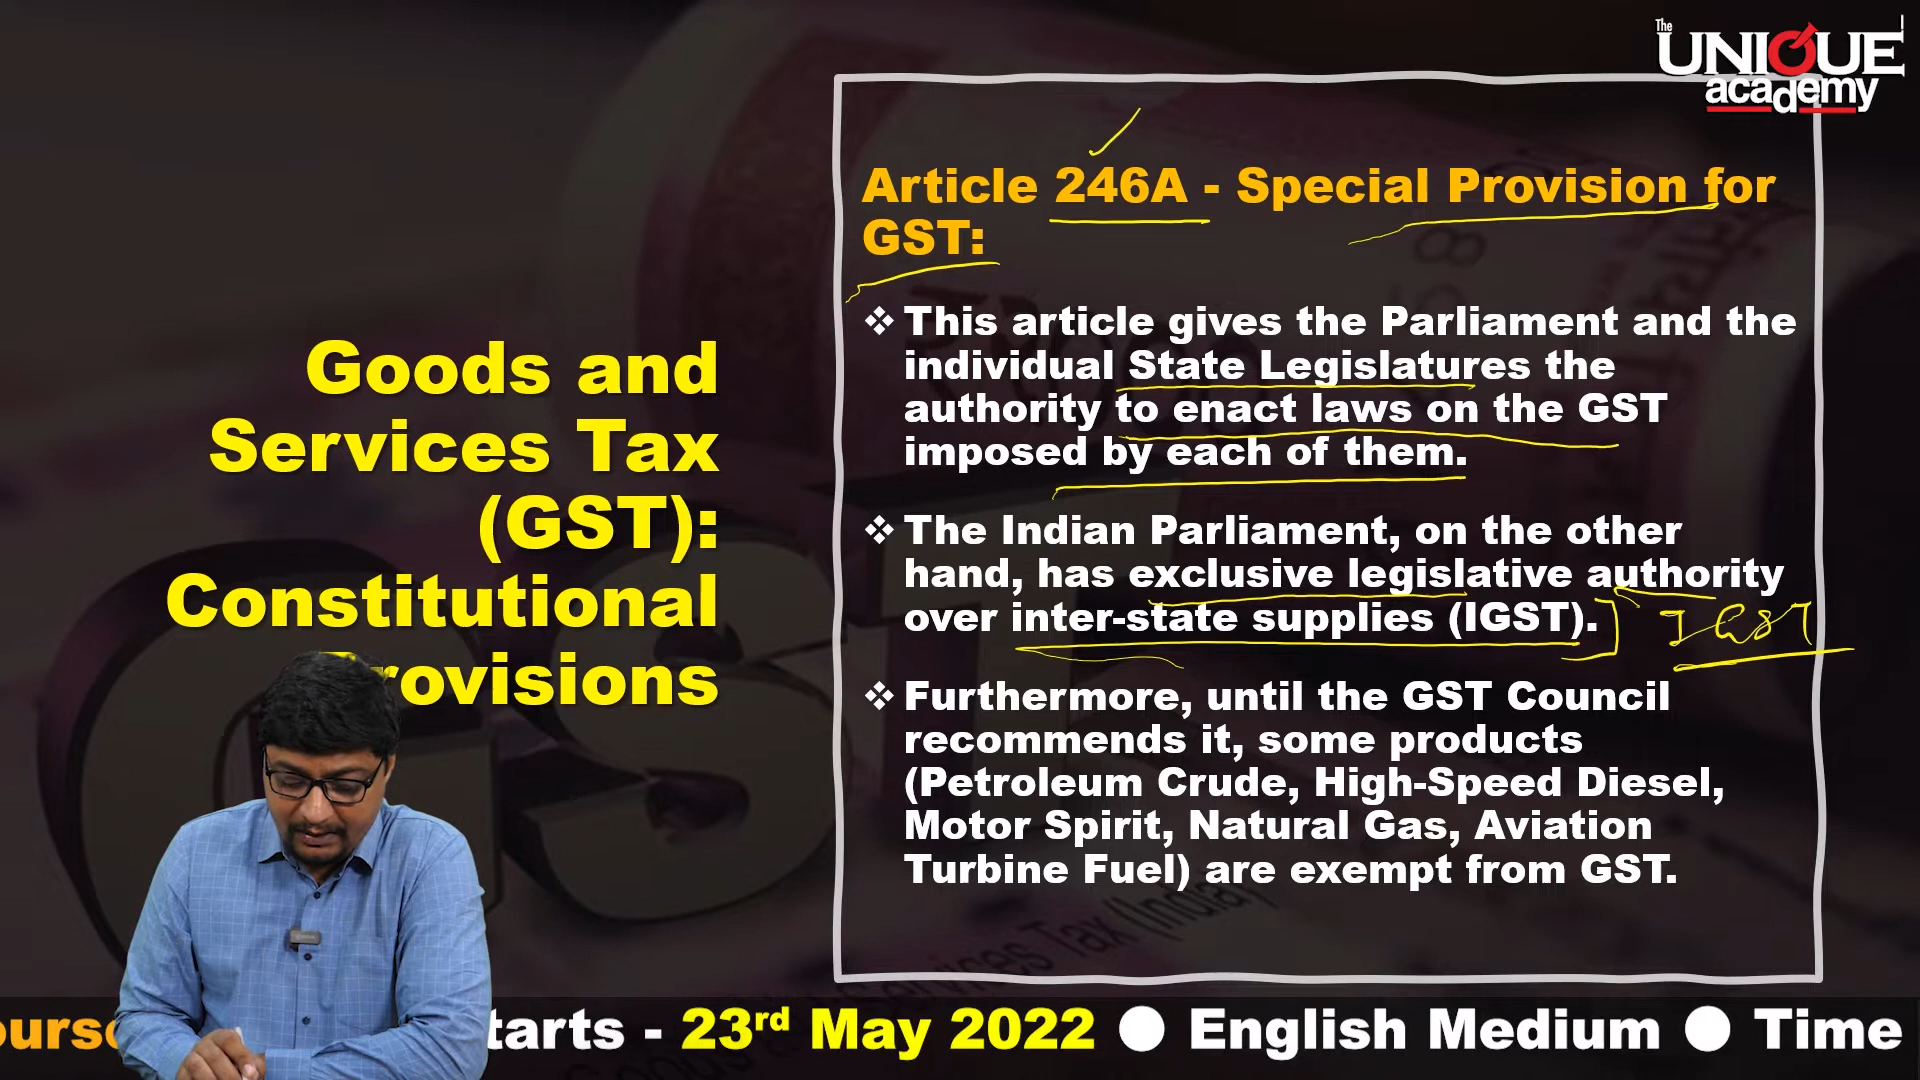 The
UNIQUE
academy
Article 246A - Special Provision for
GST:
❖ This article gives the Parliament and the
individual State Legislatures the
authority to enact laws on the GST
imposed by each of them.
❖ The Indian Parliament, on the other
hand, has exclusive legislative authority
over inter-state supplies (IGST).
IGST
❖ Furthermore, until the GST Council
recommends it, some products
(Petroleum Crude, High-Speed Diesel,
Motor Spirit, Natural Gas, Aviation
Turbine Fuel) are exempt from GST.
Goods and
Services Tax
(GST):
Constitutional
rovisions
ourse tarts - 23rd May 2022 ● English Medium ● Time